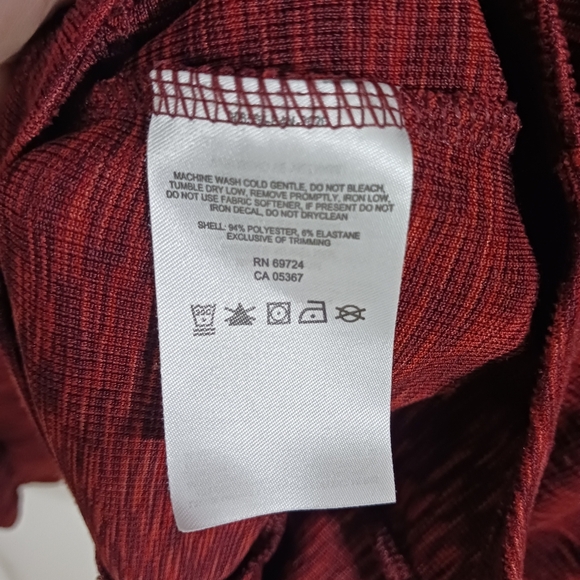 MACHINE WASH COLD GENTLE, DO NOT BLEACH,
TUMBLE DRY LOW, REMOVE PROMPTLY, IRON LOW,
DO NOT USE FABRIC SOFTENER, IF PRESENT DO NOT
IRON DECAL, DO NOT DRYCLEAN
SHELL: 94% POLYESTER, 6% ELASTANE
EXCLUSIVE OF TRIMMING
RN 69724
CA 05367
30C